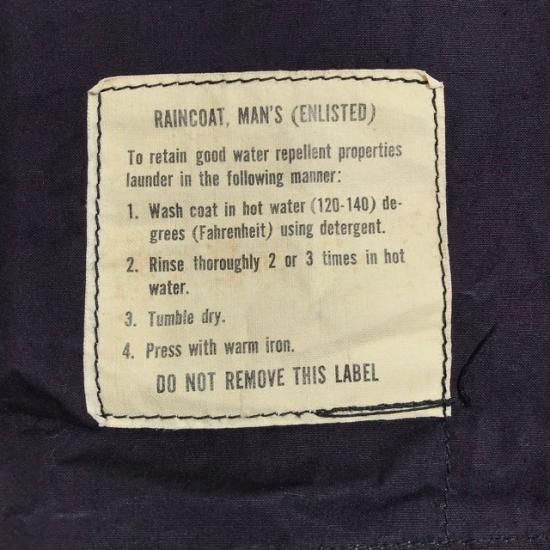 RAINCOAT, MAN'S (ENLISTED)
To retain good water repellent properties
launder in the following manner:
1. Wash coat in hot water (120-140) de-
grees (Fahrenheit) using detergent.
2. Rinse thoroughly 2 or 3 times in hot
water.
3. Tumble dry.
4. Press with warm iron.
DO NOT REMOVE THIS LABEL